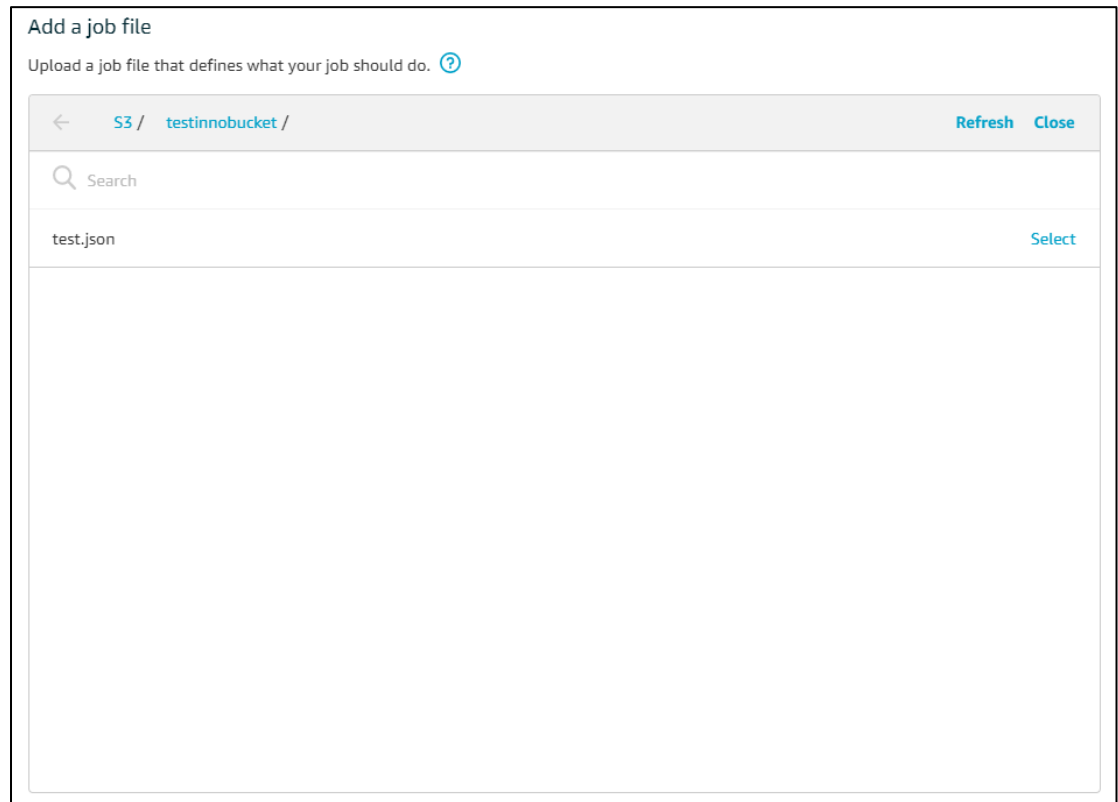 Add a job file
Upload a job file that defines what your job should do. ?
← S3 / testinnobucket / Refresh Close
Search
test.json Select